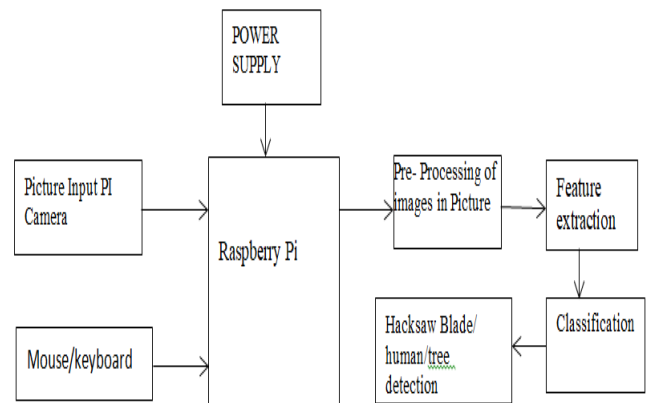 POWER
SUPPLY
Picture Input PI
Camera
Raspberry Pi
Pre- Processing of
images in Picture
Feature
extraction
Mouse/keyboard
Hacksaw Blade/
human/tree
detection
Classification